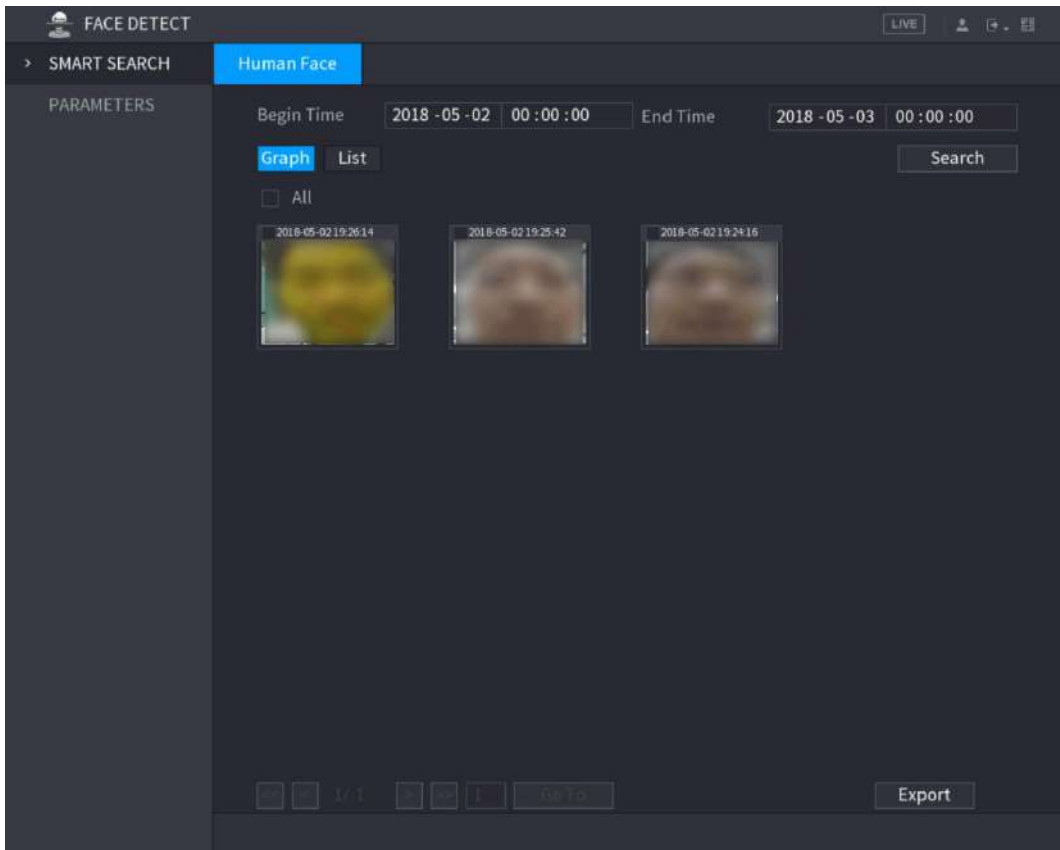 FACE DETECT LIVE
SMART SEARCH Human Face
PARAMETERS Begin Time 2018 - 05 - 02 00 : 00 : 00 End Time 2018 - 05 - 03 00 : 00 : 00
Graph List Search
All
2018-05-02 19:26:14 2018-05-02 19:25:42 2018-05-02 19:24:16
<< < 1/ 1 > >> 1 Go To Export